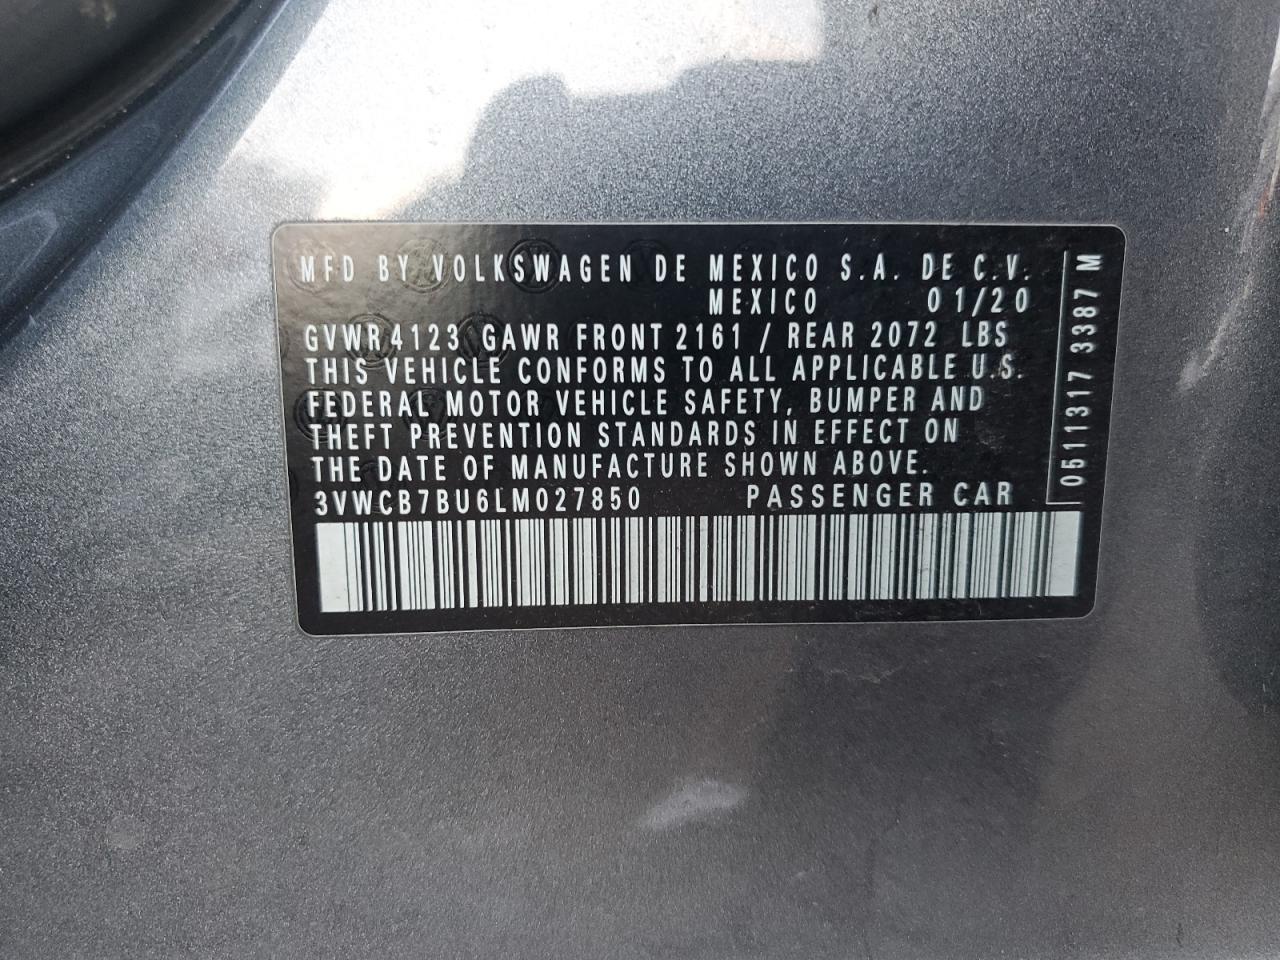 MFD BY VOLKSWAGEN DE MEXICO S.A. DE C.V.
MEXICO 01/20
GVWR 4123 GAWR FRONT 2161 / REAR 2072 LBS
THIS VEHICLE CONFORMS TO ALL APPLICABLE U.S.
FEDERAL MOTOR VEHICLE SAFETY, BUMPER AND
THEFT PREVENTION STANDARDS IN EFFECT ON
THE DATE OF MANUFACTURE SHOWN ABOVE.
3VWCB7BU6LM027850 PASSENGER CAR
0511317 3387 M